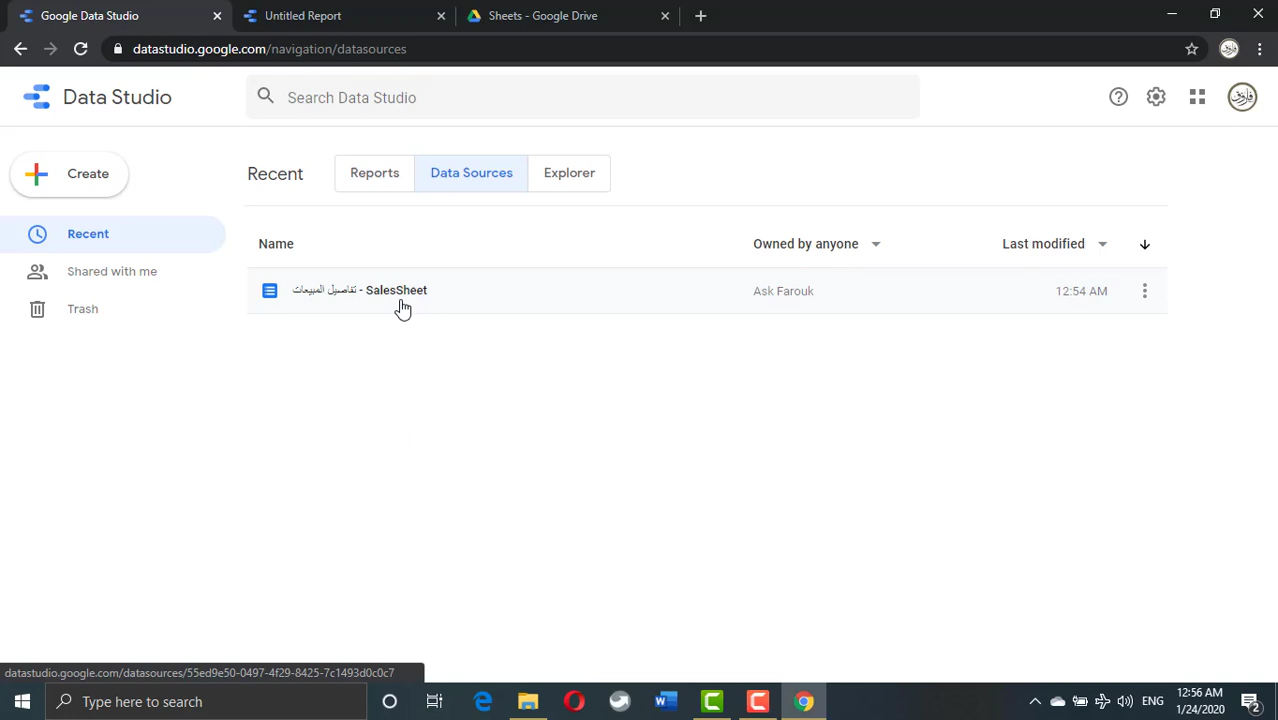 Google Data Studio
Untitled Report
Sheets - Google Drive
datastudio.google.com/navigation/datasources
Data Studio
Search Data Studio
فاروق
Create
Recent
Reports
Data Sources
Explorer
Recent
Shared with me
Trash
Name
Owned by anyone
Last modified
تفاصيل المبيعات - SalesSheet
Ask Farouk
12:54 AM
datastudio.google.com/datasources/55ed9e50-0497-4f29-8425-7c1493d0c0c7
Type here to search
ENG
12:56 AM
1/24/2020
2